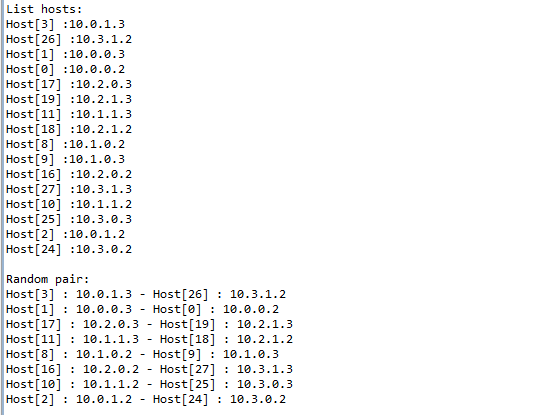 List hosts:
Host[3] :10.0.1.3
Host[26] :10.3.1.2
Host[1] :10.0.0.3
Host[0] :10.0.0.2
Host[17] :10.2.0.3
Host[19] :10.2.1.3
Host[11] :10.1.1.3
Host[18] :10.2.1.2
Host[8] :10.1.0.2
Host[9] :10.1.0.3
Host[16] :10.2.0.2
Host[27] :10.3.1.3
Host[10] :10.1.1.2
Host[25] :10.3.0.3
Host[2] :10.0.1.2
Host[24] :10.3.0.2
Random pair:
Host[3] : 10.0.1.3 - Host[26] : 10.3.1.2
Host[1] : 10.0.0.3 - Host[0] : 10.0.0.2
Host[17] : 10.2.0.3 - Host[19] : 10.2.1.3
Host[11] : 10.1.1.3 - Host[18] : 10.2.1.2
Host[8] : 10.1.0.2 - Host[9] : 10.1.0.3
Host[16] : 10.2.0.2 - Host[27] : 10.3.1.3
Host[10] : 10.1.1.2 - Host[25] : 10.3.0.3
Host[2] : 10.0.1.2 - Host[24] : 10.3.0.2